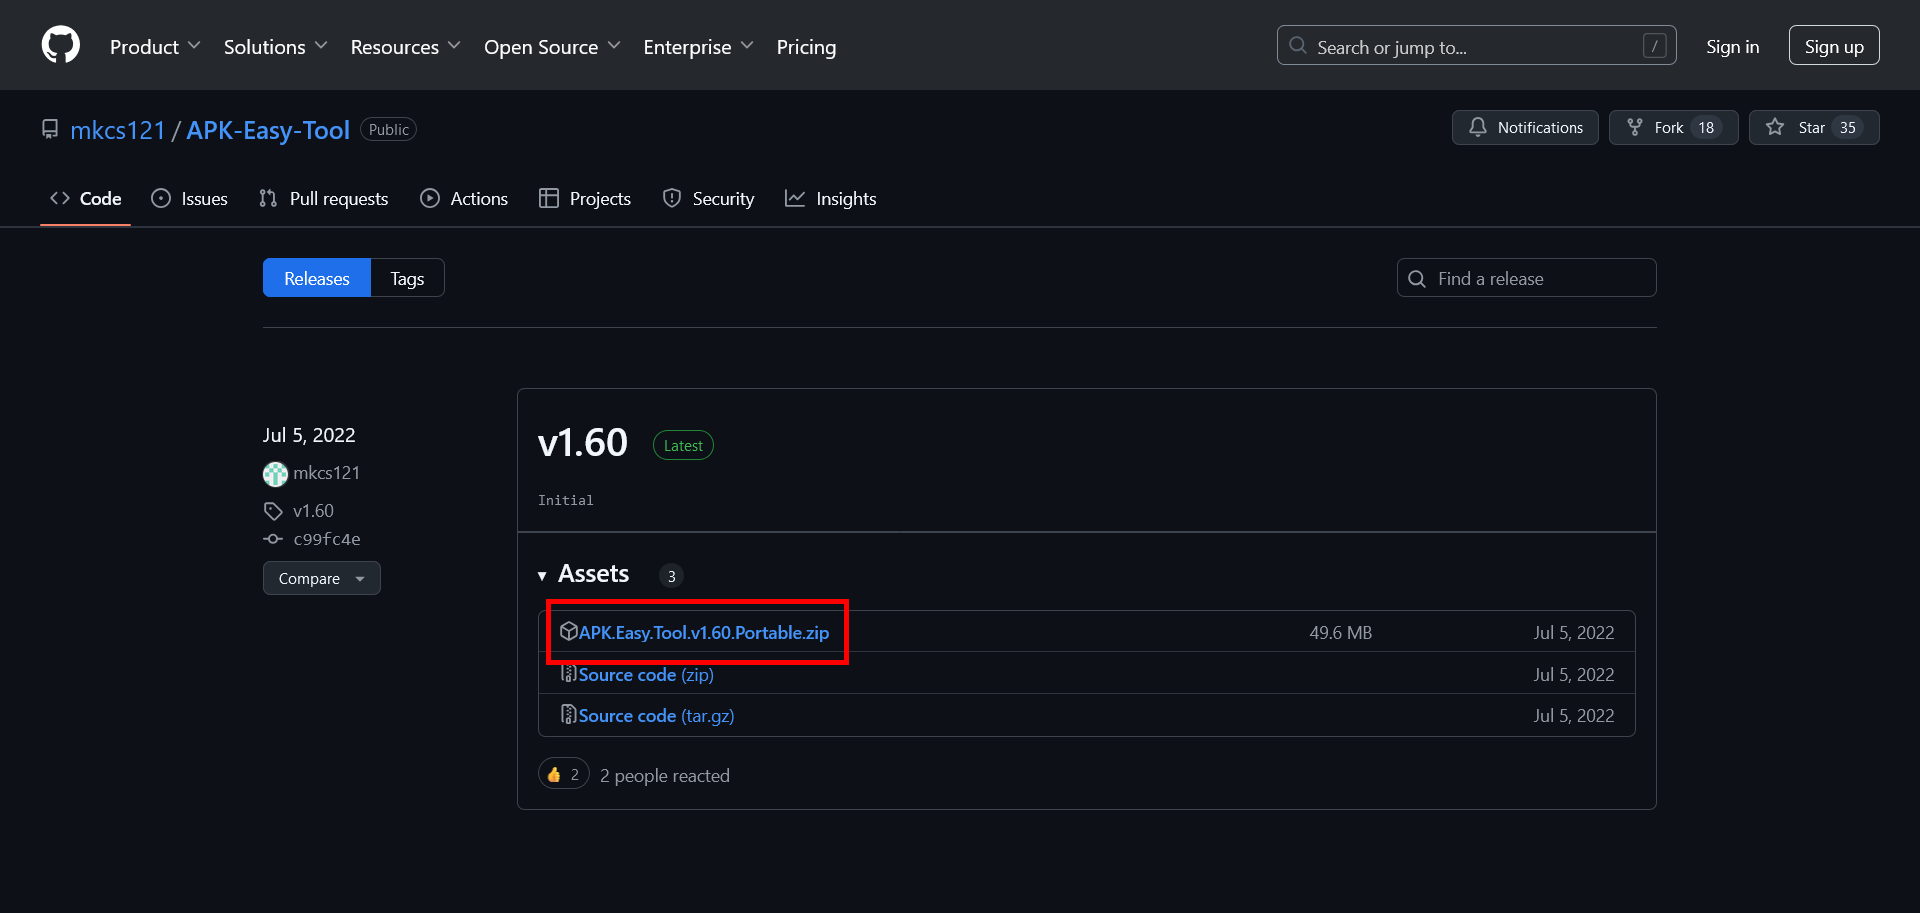 Product Solutions Resources Open Source Enterprise Pricing Search or jump to... / Sign in Sign up
mkcs121 / APK-Easy-Tool Public Notifications Fork 18 Star 35
Code Issues Pull requests Actions Projects Security Insights
Releases Tags Find a release
Jul 5, 2022
mkcs121
v1.60
c99fc4e
Compare
v1.60 Latest
Initial
Assets 3
APK.Easy.Tool.v1.60.Portable.zip 49.6 MB Jul 5, 2022
Source code (zip) Jul 5, 2022
Source code (tar.gz) Jul 5, 2022
👍 2 2 people reacted